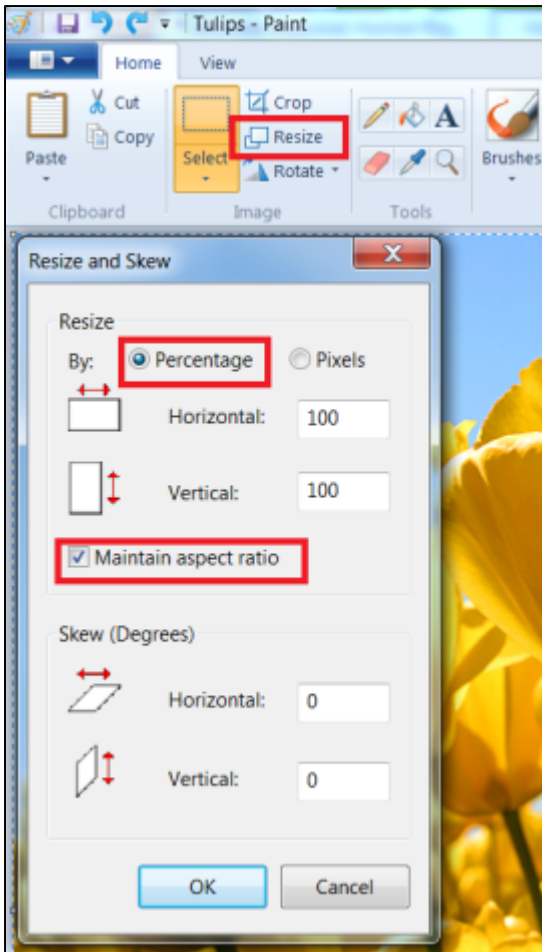 Tulips - Paint
Home View
Cut
Crop
Copy
Resize
Paste
Select
Rotate
Brushes
Clipboard Image Tools
A
Resize and Skew
Resize
By: Percentage Pixels
Horizontal: 100
Vertical: 100
Maintain aspect ratio
Skew (Degrees)
Horizontal: 0
Vertical: 0
OK Cancel